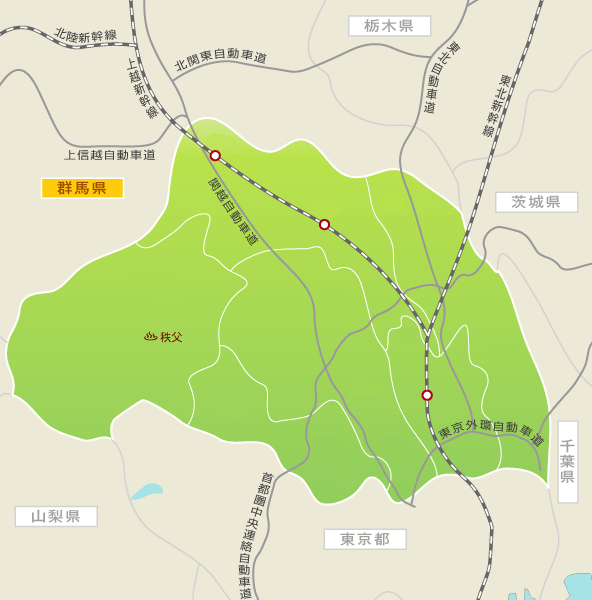 栃木県
北陸新幹線
北関東自動車道
東北自動車道
上越新幹線
東北新幹線
上信越自動車道
群馬県
関越自動車道
茨城県
秩父
東京外環自動車道
千葉県
首都圏中央連絡自動車道
山梨県
東京都